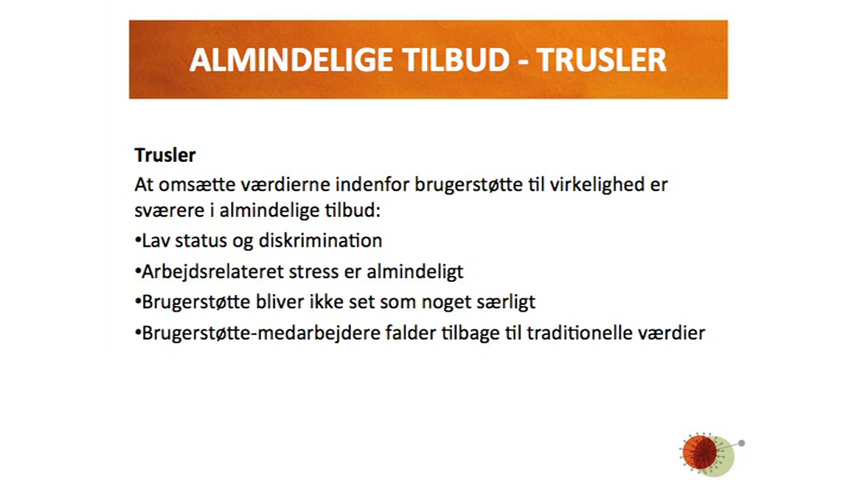 ALMINDELIGE TILBUD - TRUSLER
Trusler
At omsætte værdierne indenfor brugerstøtte til virkelighed er
sværere i almindelige tilbud:
•Lav status og diskrimination
•Arbejdsrelateret stress er almindeligt
•Brugerstøtte bliver ikke set som noget særligt
•Brugerstøtte-medarbejdere falder tilbage til traditionelle værdier